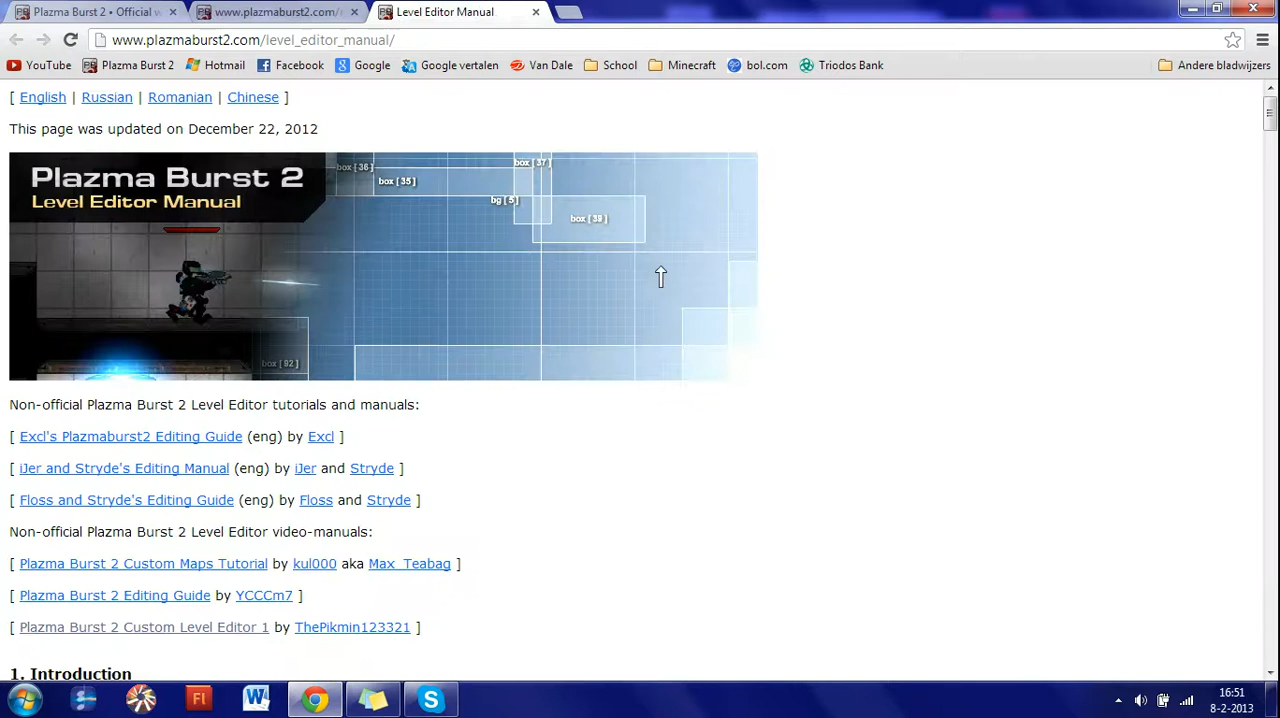 Plazma Burst 2 • Official w
www.plazmaburst2.com/
Level Editor Manual
www.plazmaburst2.com/level_editor_manual/
YouTube
Plazma Burst 2
Hotmail
Facebook
Google
Google vertalen
Van Dale
School
Minecraft
bol.com
Triodos Bank
Andere bladwijzers
[ English | Russian | Romanian | Chinese ]
This page was updated on December 22, 2012
Plazma Burst 2
Level Editor Manual
box [ 36 ]
box [ 35 ]
box [ 37 ]
bg [ 5 ]
box [ 39 ]
box [ 92 ]
Non-official Plazma Burst 2 Level Editor tutorials and manuals:
[ Excl's Plazmaburst2 Editing Guide (eng) by Excl ]
[ iJer and Stryde's Editing Manual (eng) by iJer and Stryde ]
[ Floss and Stryde's Editing Guide (eng) by Floss and Stryde ]
Non-official Plazma Burst 2 Level Editor video-manuals:
[ Plazma Burst 2 Custom Maps Tutorial by kul000 aka Max_Teabag ]
[ Plazma Burst 2 Editing Guide by YCCCm7 ]
[ Plazma Burst 2 Custom Level Editor 1 by ThePikmin123321 ]
1. Introduction
16:51
8-2-2013